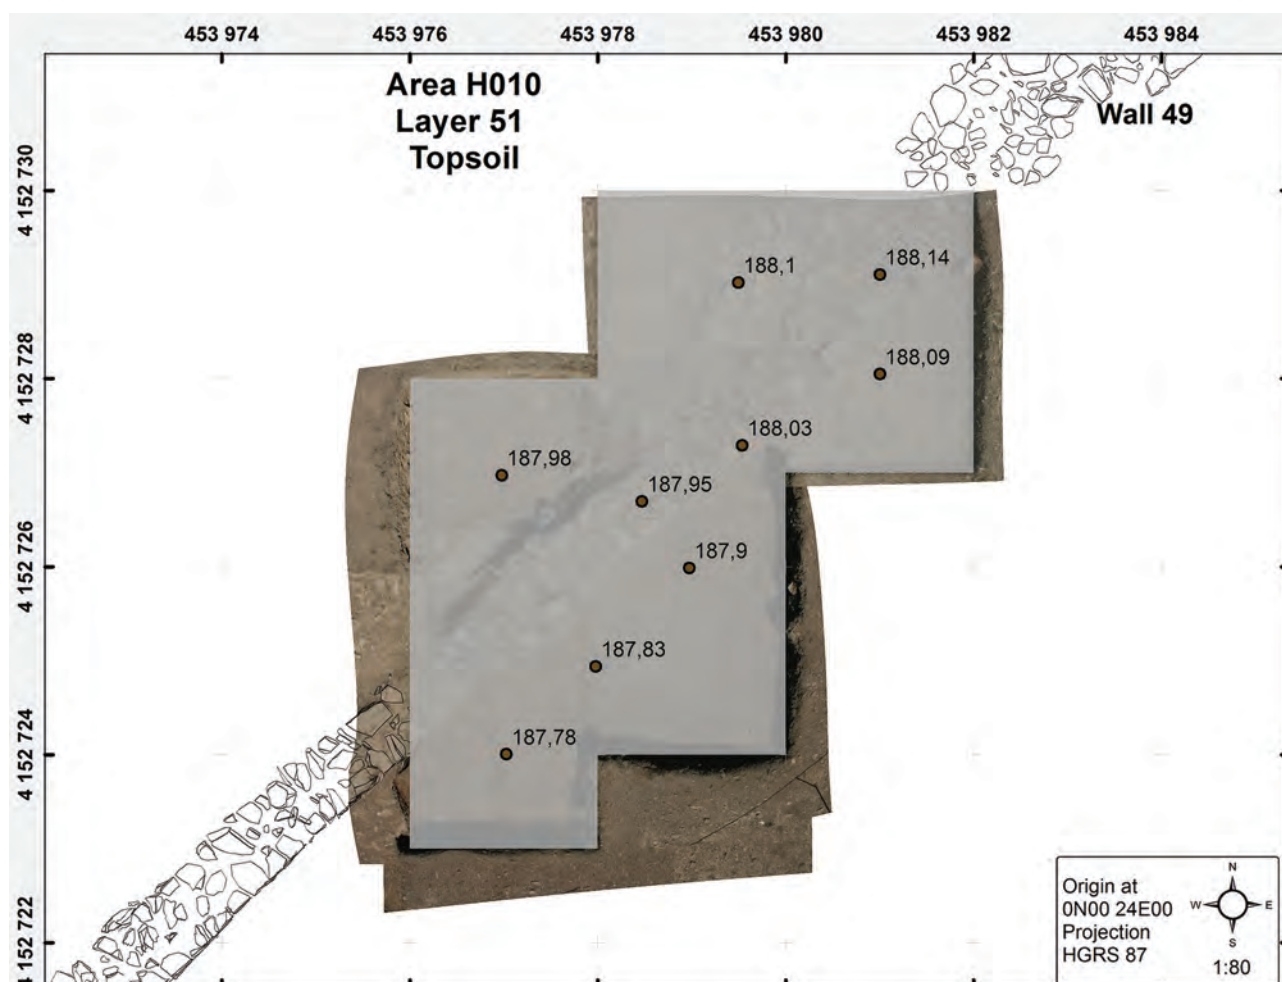 453 974 453 976 453 978 453 980 453 982 453 984
Area H010
Layer 51
Topsoil
Wall 49
4 152 730
188,1
188,14
188,09
4 152 728
188,03
187,98
187,95
4 152 726
187,9
187,83
4 152 724
187,78
4 152 722
Origin at
0N00 24E00
Projection
HGRS 87
N
W E
S
1:80